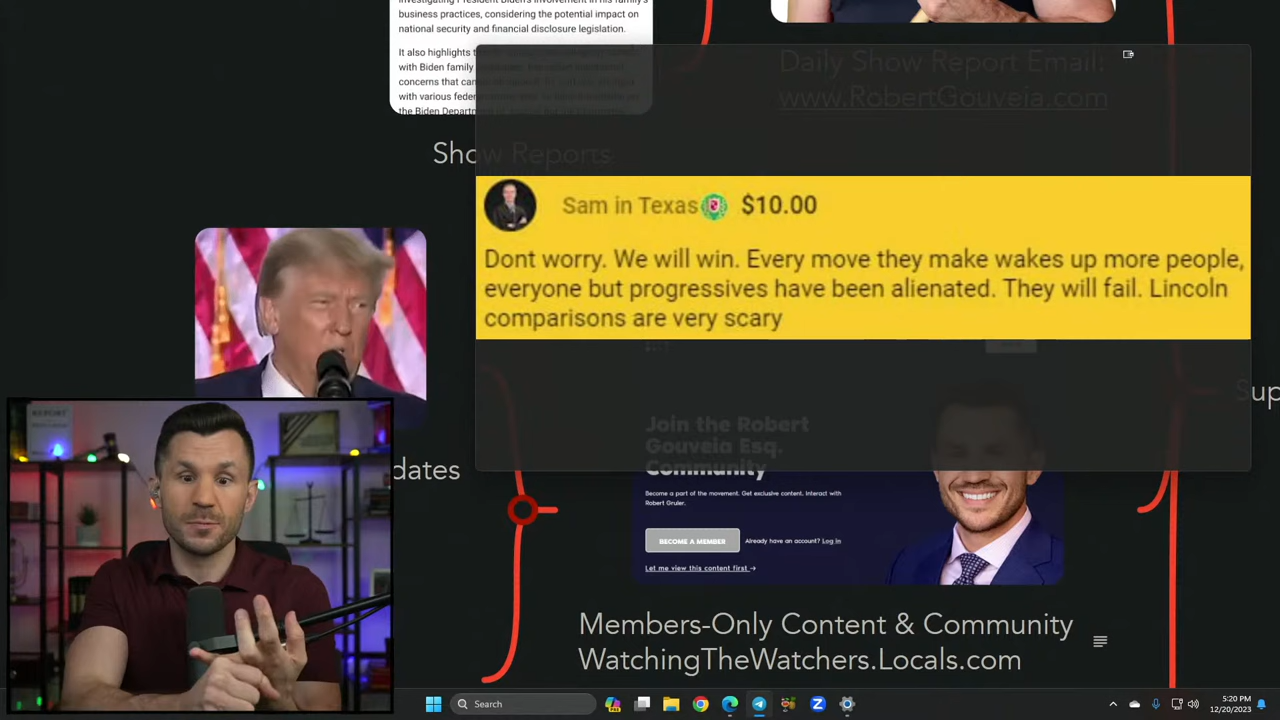 investigating President Biden's involvement in his family's
business practices, considering the potential impact on
national security and financial disclosure legislation.
It also highlights
with Biden family
concerns that
with various
the Biden Department
Show Reports
Daily Show Report Email:
www.RobertGouveia.com
Sam in Texas $10.00
Dont worry. We will win. Every move they make wakes up more people,
everyone but progressives have been alienated. They will fail. Lincoln
comparisons are very scary
dates
Sup
Join the Robert
Gouveia Esq.
Community
Become a part of the movement. Get exclusive content. Interact with
Robert Gruler.
BECOME A MEMBER
Already have an account? Log in
Let me view this content first →
Members-Only Content & Community
WatchingTheWatchers.Locals.com
Search
5:20 PM
12/20/2023